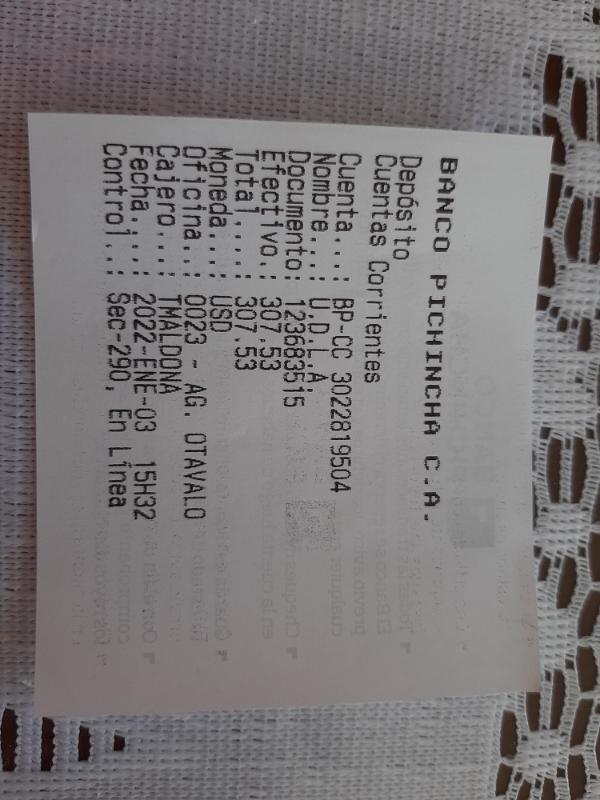 BANCO PICHINCHA C.A.
Depósito
Cuentas Corrientes
Cuenta...: BP-CC 3022819504
Nombre...: U.D.L.A.
Documento: 123683515
Efectivo.: 307.53
Total....: 307.53
Moneda...: USD
Oficina..: 0023 - AG. OTAVALO
Cajero...: TMALDONA
Fecha....: 2022-ENE-03 15H32
Control..: Sec-290, En Línea